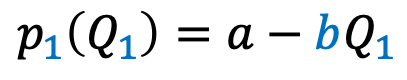 p₁(Q₁) = a − bQ₁